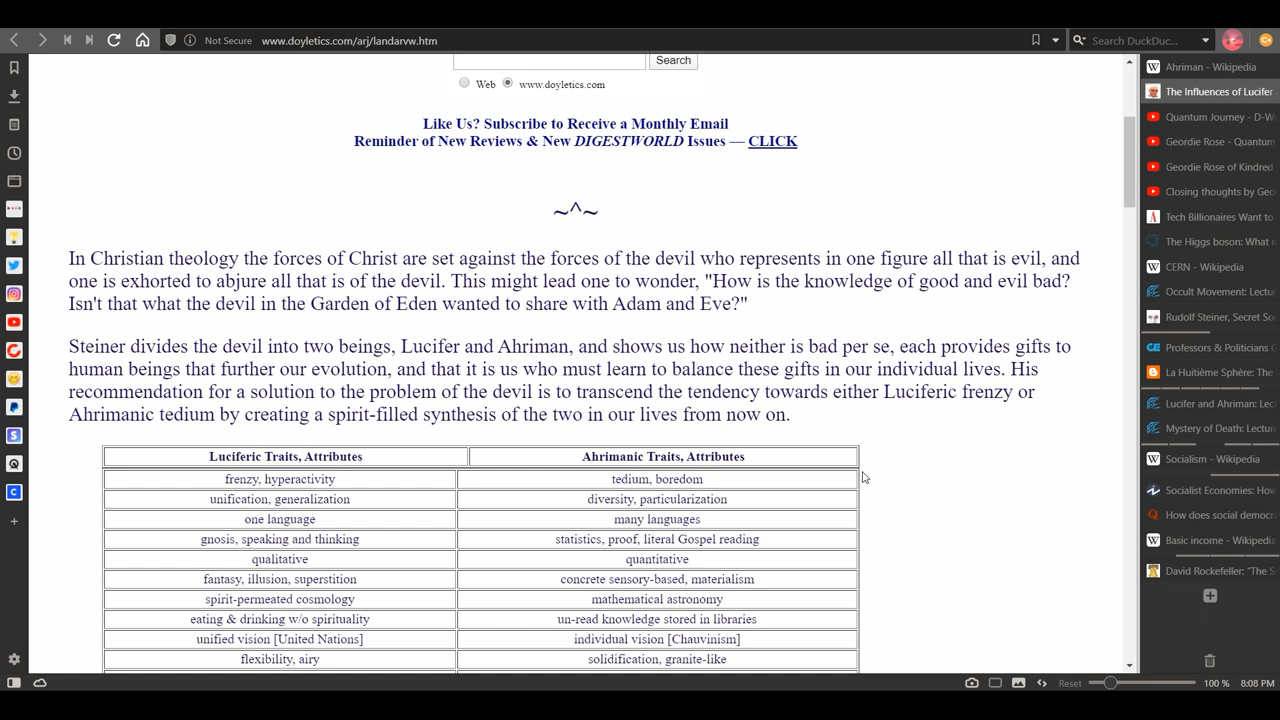 Not Secure www.doyletics.com/arj/landarvw.htm
Search DuckDuc...
Search
Web www.doyletics.com
Like Us? Subscribe to Receive a Monthly Email
Reminder of New Reviews & New DIGESTWORLD Issues — CLICK
~^~
In Christian theology the forces of Christ are set against the forces of the devil who represents in one figure all that is evil, and
one is exhorted to abjure all that is of the devil. This might lead one to wonder, "How is the knowledge of good and evil bad?
Isn't that what the devil in the Garden of Eden wanted to share with Adam and Eve?"
Steiner divides the devil into two beings, Lucifer and Ahriman, and shows us how neither is bad per se, each provides gifts to
human beings that further our evolution, and that it is us who must learn to balance these gifts in our individual lives. His
recommendation for a solution to the problem of the devil is to transcend the tendency towards either Luciferic frenzy or
Ahrimanic tedium by creating a spirit-filled synthesis of the two in our lives from now on.
Luciferic Traits, Attributes Ahrimanic Traits, Attributes
frenzy, hyperactivity tedium, boredom
unification, generalization diversity, particularization
one language many languages
gnosis, speaking and thinking statistics, proof, literal Gospel reading
qualitative quantitative
fantasy, illusion, superstition concrete sensory-based, materialism
spirit-permeated cosmology mathematical astronomy
eating & drinking w/o spirituality un-read knowledge stored in libraries
unified vision [United Nations] individual vision [Chauvinism]
flexibility, airy solidification, granite-like
Ahriman - Wikipedia
The Influences of Lucifer
Quantum Journey - D-W
Geordie Rose - Quantum
Geordie Rose of Kindred
Closing thoughts by Geo
Tech Billionaires Want to
The Higgs boson: What
CERN - Wikipedia
Occult Movement: Lectu
Rudolf Steiner, Secret So
Professors & Politicians
La Huitième Sphère: The
Lucifer and Ahriman: Lec
Mystery of Death: Lectur
Socialism - Wikipedia
Socialist Economies: How
How does social democ
Basic income - Wikipedia
David Rockefeller: "The S
Reset 100 % 8:08 PM